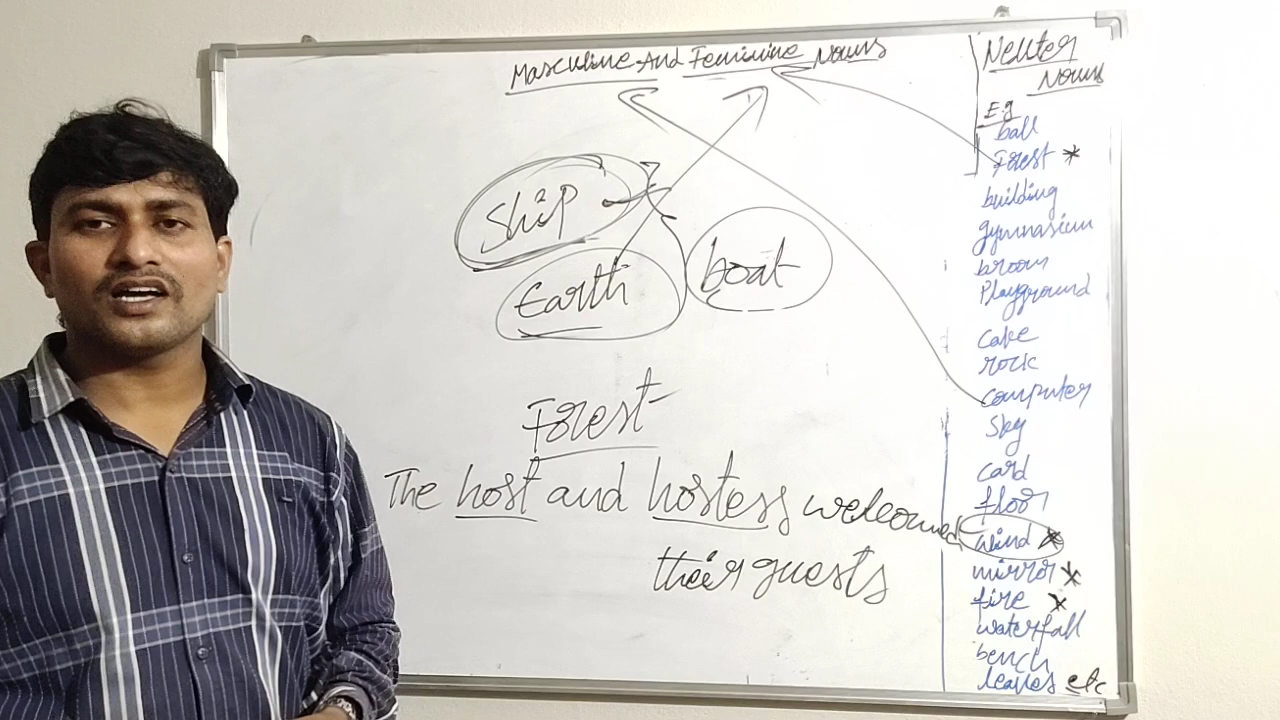 Masculine And Feminine Nouns
Ship
Earth
boat
Forest
The host and hostess welcomed
their guests
Neuter
Nouns
E.g
ball
Forest *
building
gymnasium
broom
Playground
cake
rock
computer
Sky
card
floor
wind *
mirror *
fire *
waterfall
bench
leaves etc